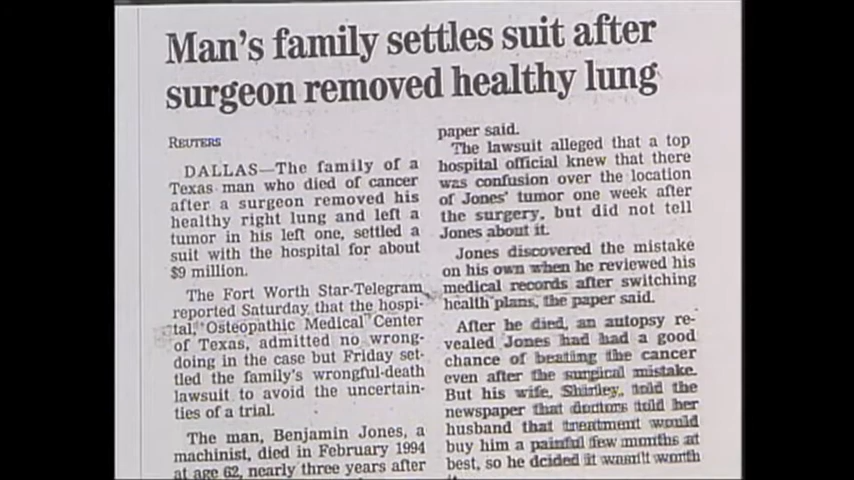 Man's family settles suit after
surgeon removed healthy lung
REUTERS
DALLAS—The family of a
Texas man who died of cancer
after a surgeon removed his
healthy right lung and left a
tumor in his left one, settled a
suit with the hospital for about
$9 million.
The Fort Worth Star-Telegram
reported Saturday that the hospi-
tal, Osteopathic Medical Center
of Texas, admitted no wrong-
doing in the case but Friday set-
tled the family's wrongful-death
lawsuit to avoid the uncertain-
ties of a trial.
The man, Benjamin Jones, a
machinist, died in February 1994
at age 62, nearly three years after
paper said.
The lawsuit alleged that a top
hospital official knew that there
was confusion over the location
of Jones' tumor one week after
the surgery, but did not tell
Jones about it.
Jones discovered the mistake
on his own when he reviewed his
medical records after switching
health plans, the paper said.
After he died, an autopsy re-
vealed Jones had had a good
chance of beating the cancer
even after the surgical mistake.
But his wife, Shirley, told the
newspaper that doctors told her
husband that treatment would
buy him a painful few months at
best, so he dcided it wasn't worth